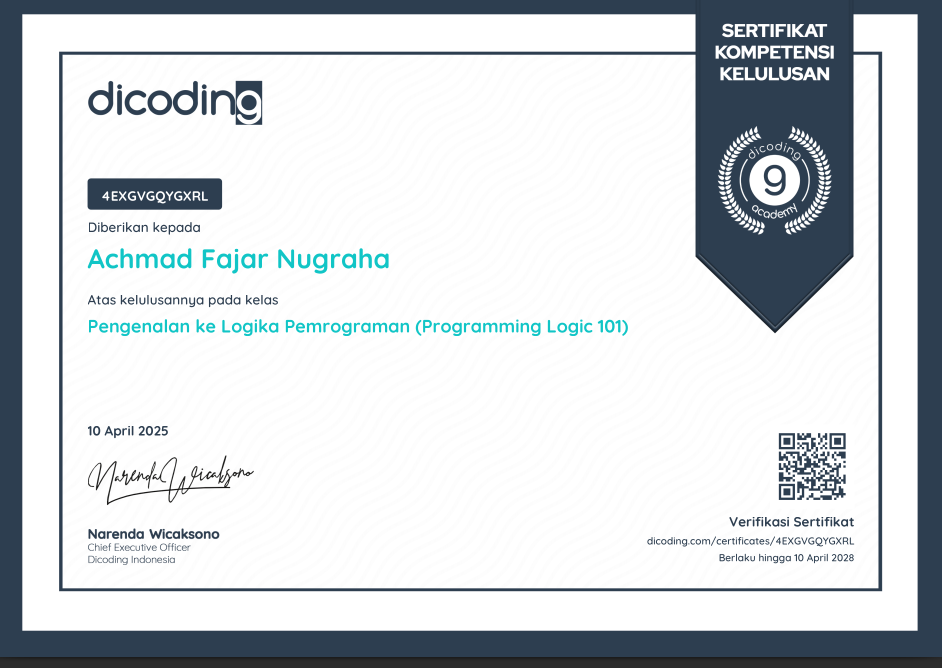 SERTIFIKAT
KOMPETENSI
KELULUSAN
dicoding
dicoding
9
academy
4EXGVGQYGXRL
Diberikan kepada
Achmad Fajar Nugraha
Atas kelulusannya pada kelas
Pengenalan ke Logika Pemrograman (Programming Logic 101)
10 April 2025
Narenda Wicaksono
Narenda Wicaksono
Chief Executive Officer
Dicoding Indonesia
Verifikasi Sertifikat
dicoding.com/certificates/4EXGVGQYGXRL
Berlaku hingga 10 April 2028